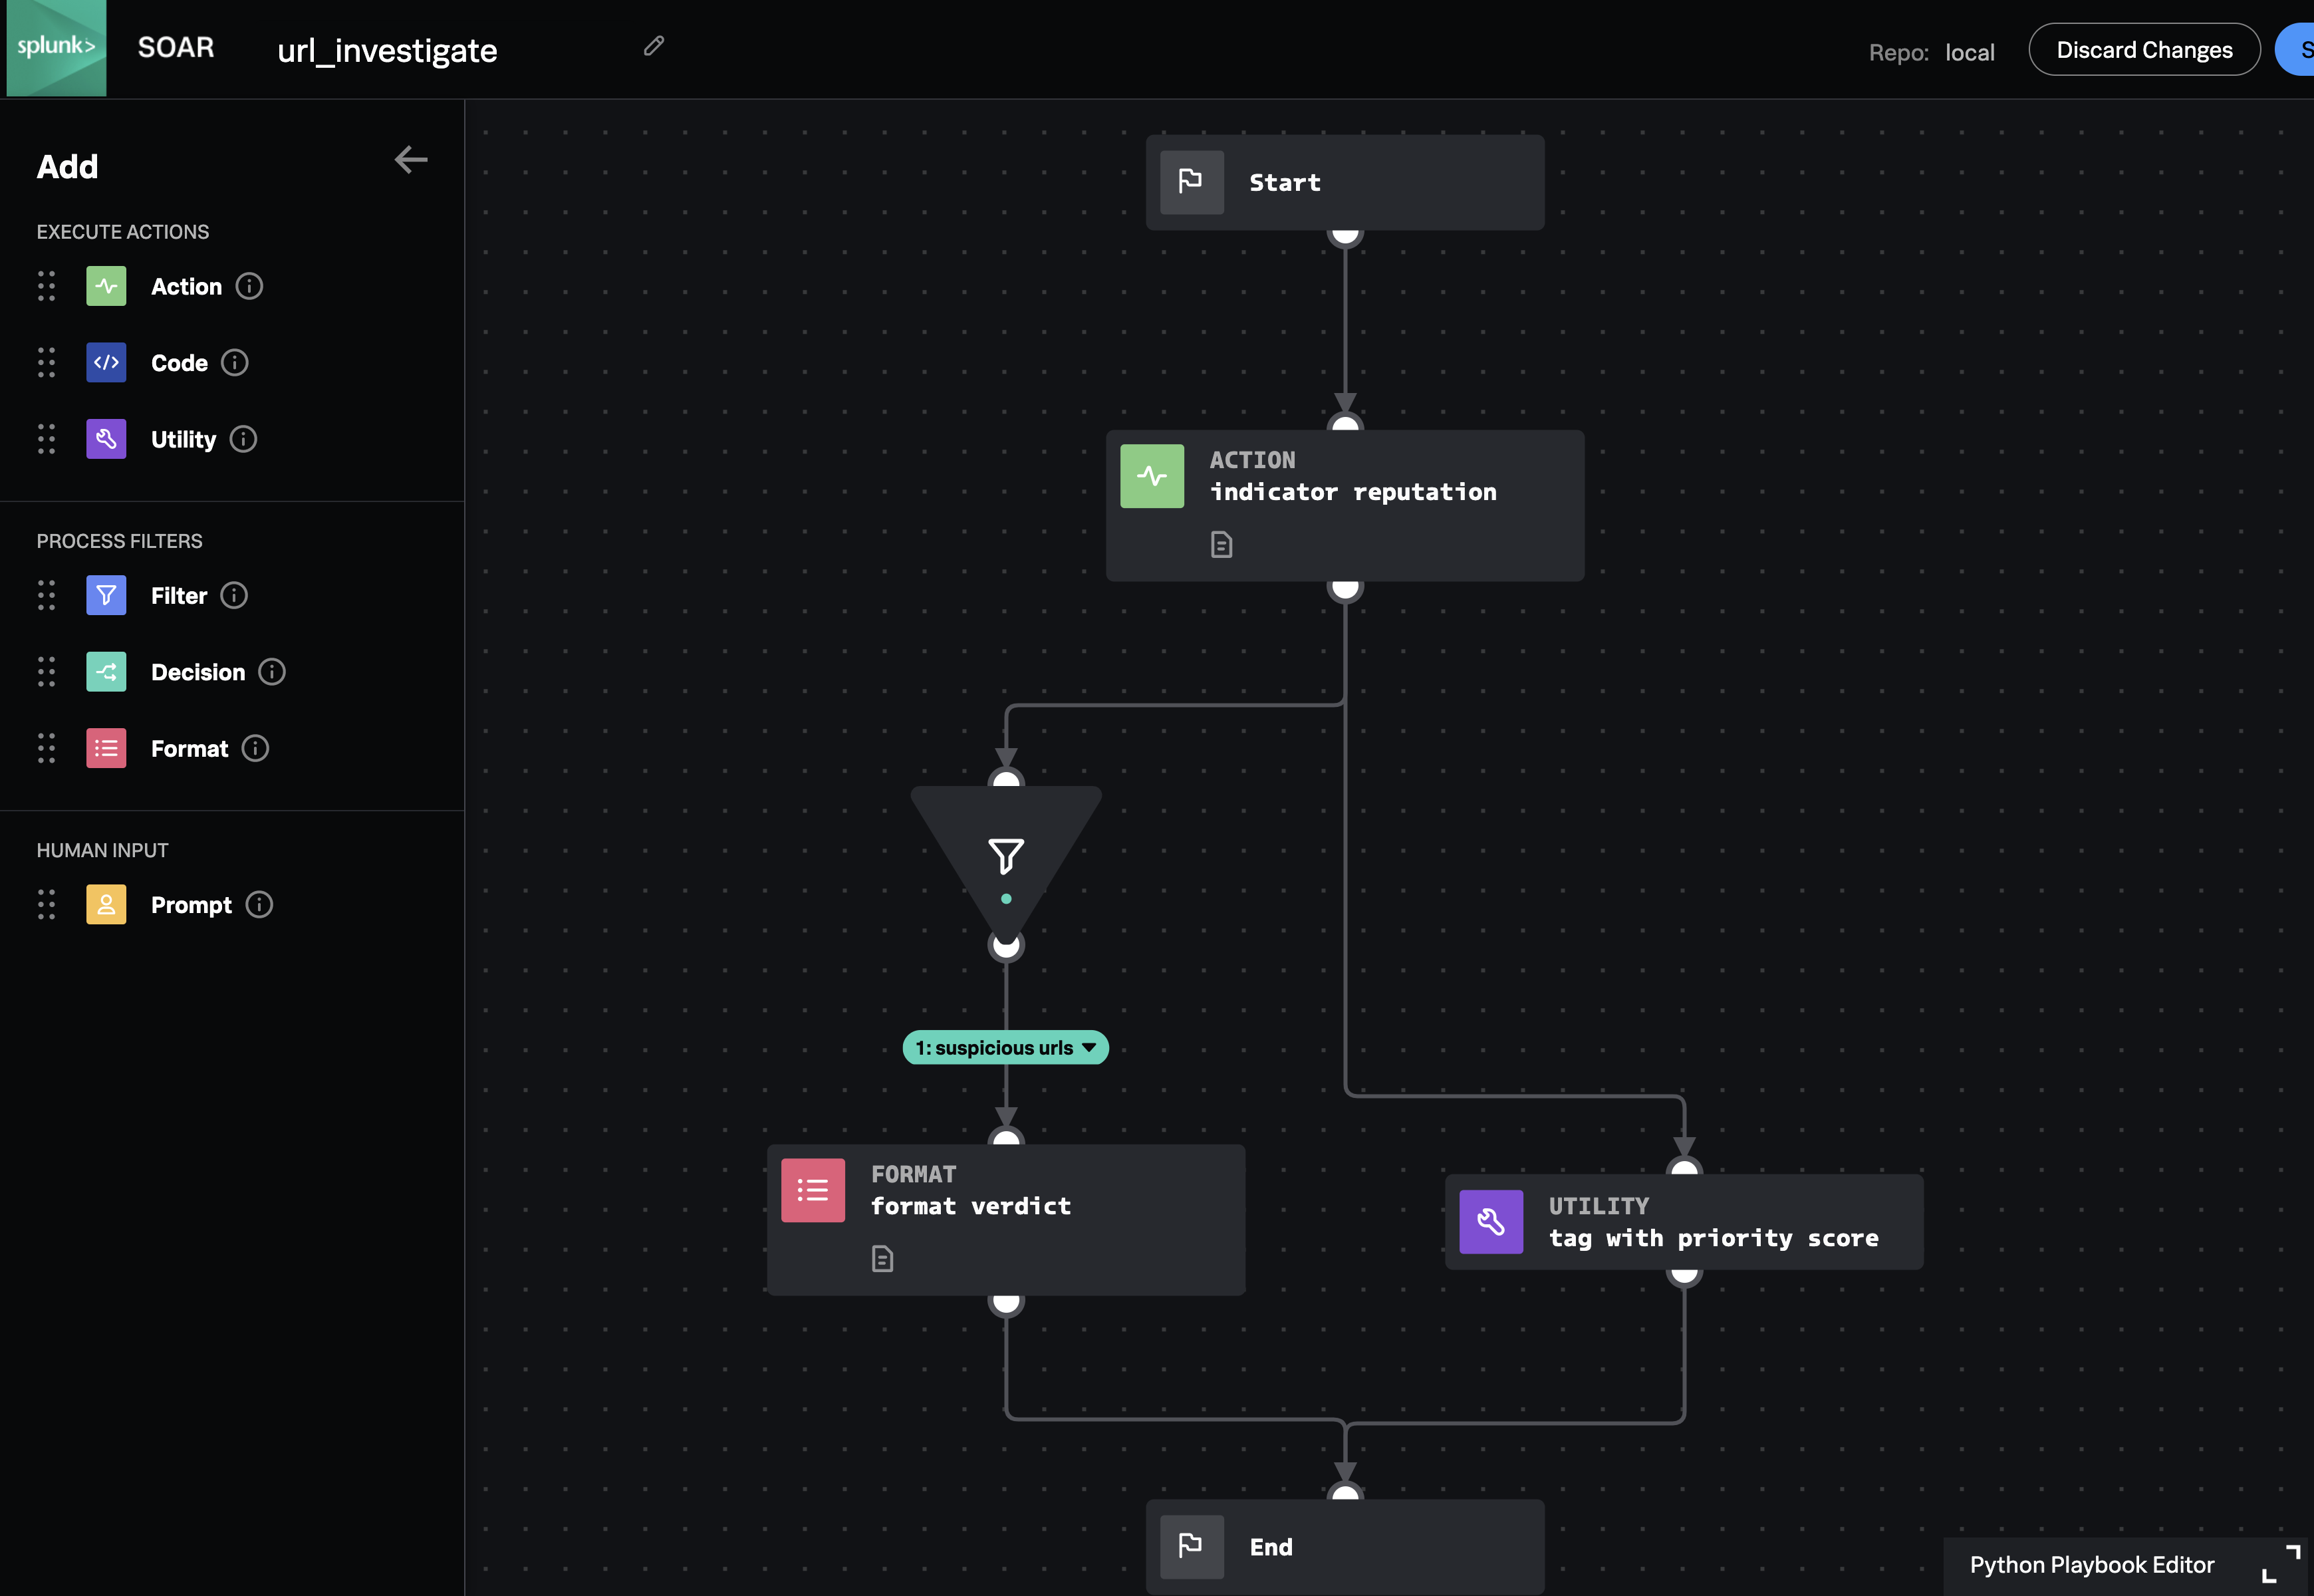 splunk>
SOAR
url_investigate
Repo: local
Discard Changes
S
Add
EXECUTE ACTIONS
Action
Code
Utility
PROCESS FILTERS
Filter
Decision
Format
HUMAN INPUT
Prompt
Start
ACTION
indicator reputation
1: suspicious urls
FORMAT
format verdict
UTILITY
tag with priority score
End
Python Playbook Editor